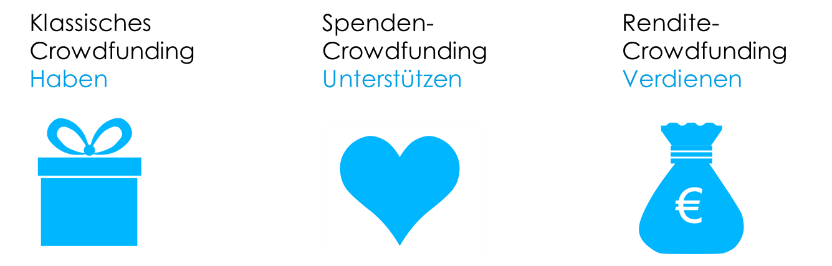 Klassisches
Crowdfunding
Haben
Spenden-
Crowdfunding
Unterstützen
Rendite-
Crowdfunding
Verdienen
€